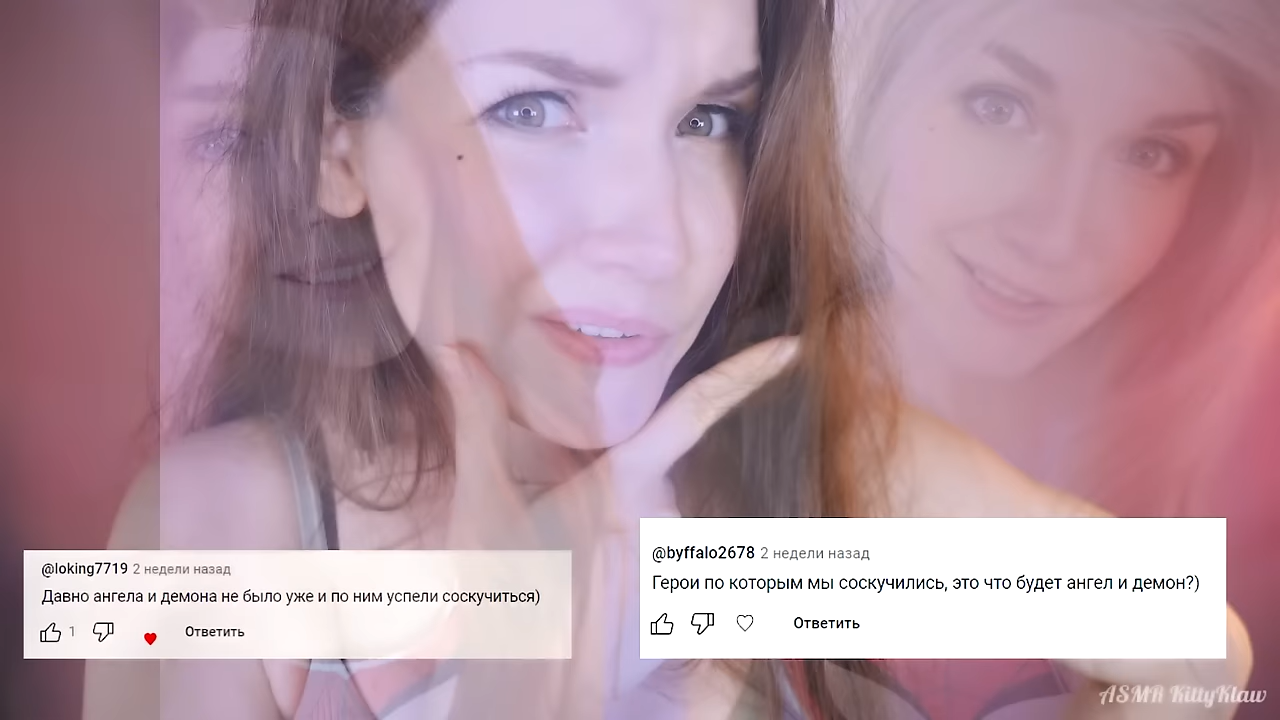 @loking7719 2 недели назад
Давно ангела и демона не было уже и по ним успели соскучиться)
1 Ответить
@byffalo2678 2 недели назад
Герои по которым мы соскучились, это что будет ангел и демон?)
Ответить
ASMR KittyKlaw